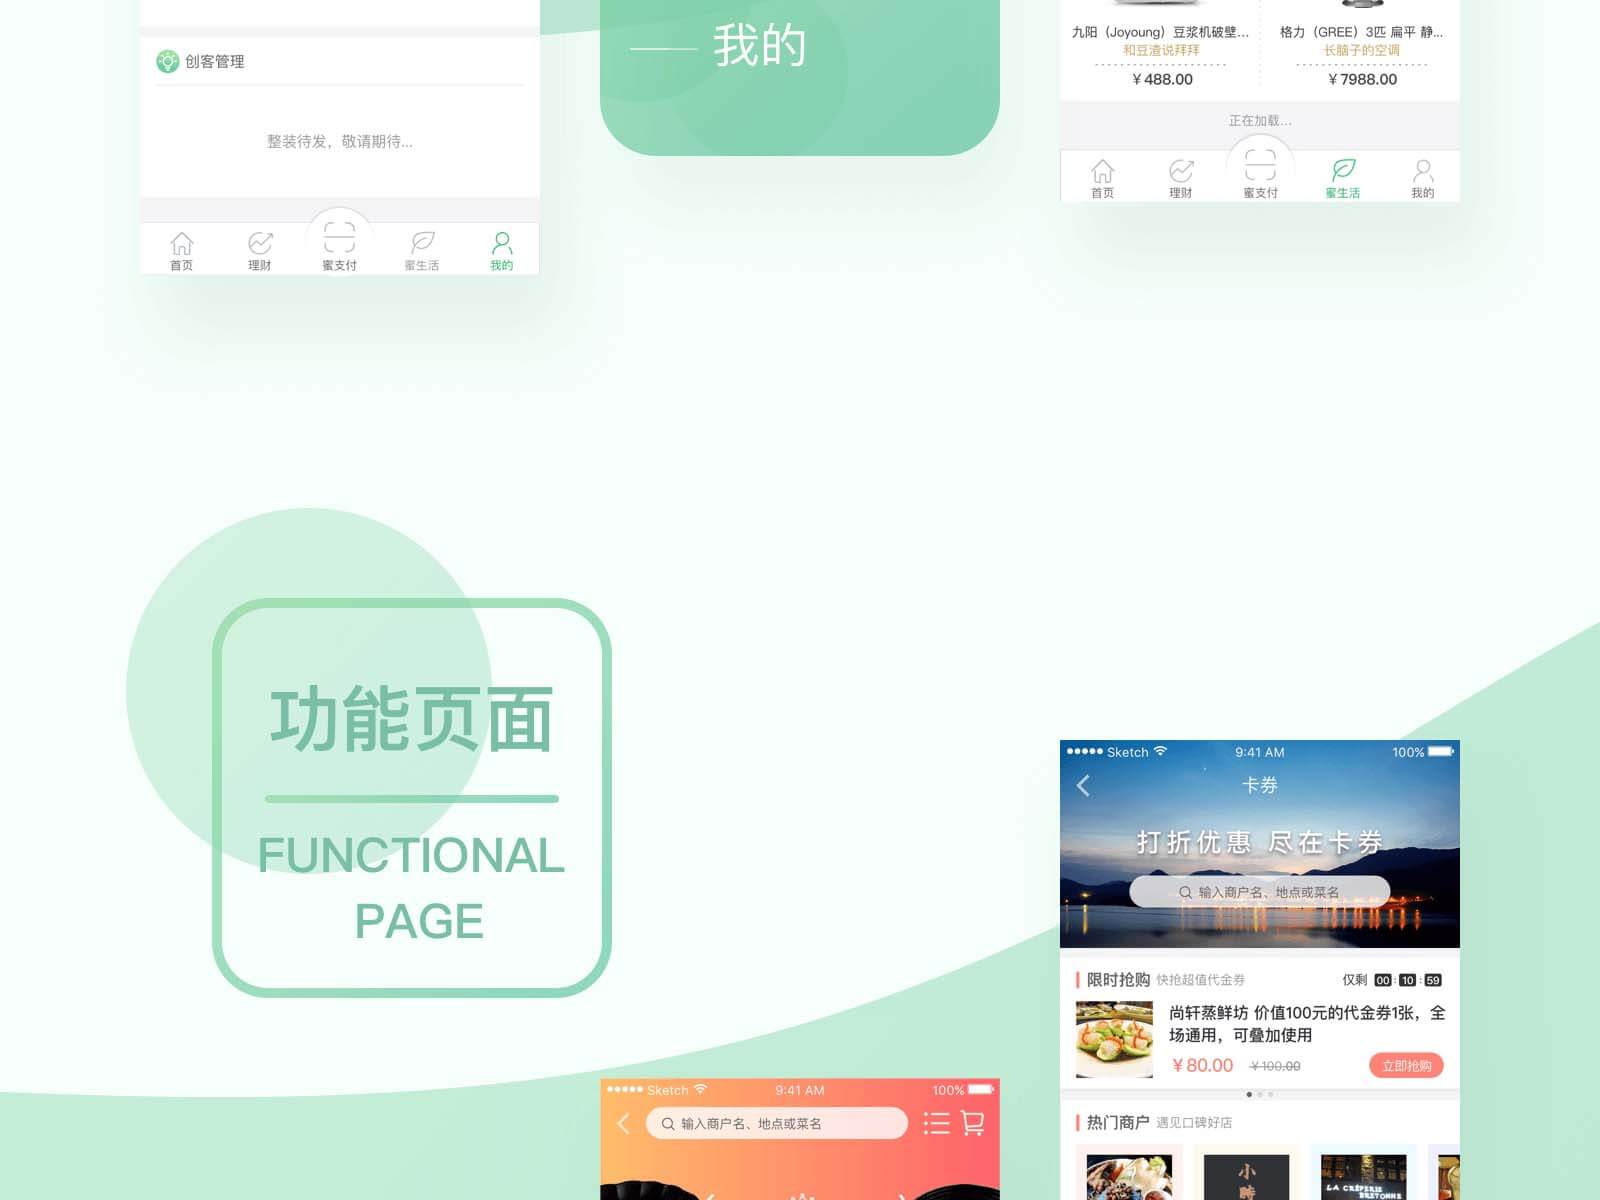 创客管理
整装待发，敬请期待...
首页
理财
蜜支付
蜜生活
我的
我的
九阳（Joyoung）豆浆机破壁...
和豆渣说拜拜
￥488.00
格力（GREE）3匹 扁平 静...
长脑子的空调
￥7988.00
正在加载...
首页
理财
蜜支付
蜜生活
我的
功能页面
FUNCTIONAL
PAGE
Sketch
9:41 AM
100%
输入商户名、地点或菜名
Sketch
9:41 AM
100%
卡券
打折优惠 尽在卡券
输入商户名、地点或菜名
限时抢购 快抢超值代金券
仅剩 00:10:59
尚轩蒸鲜坊 价值100元的代金券1张，全
场通用，可叠加使用
￥80.00
￥100.00
立即抢购
热门商户 遇见口碑好店
小
時
LA CRÊPERIE
BRETONNE